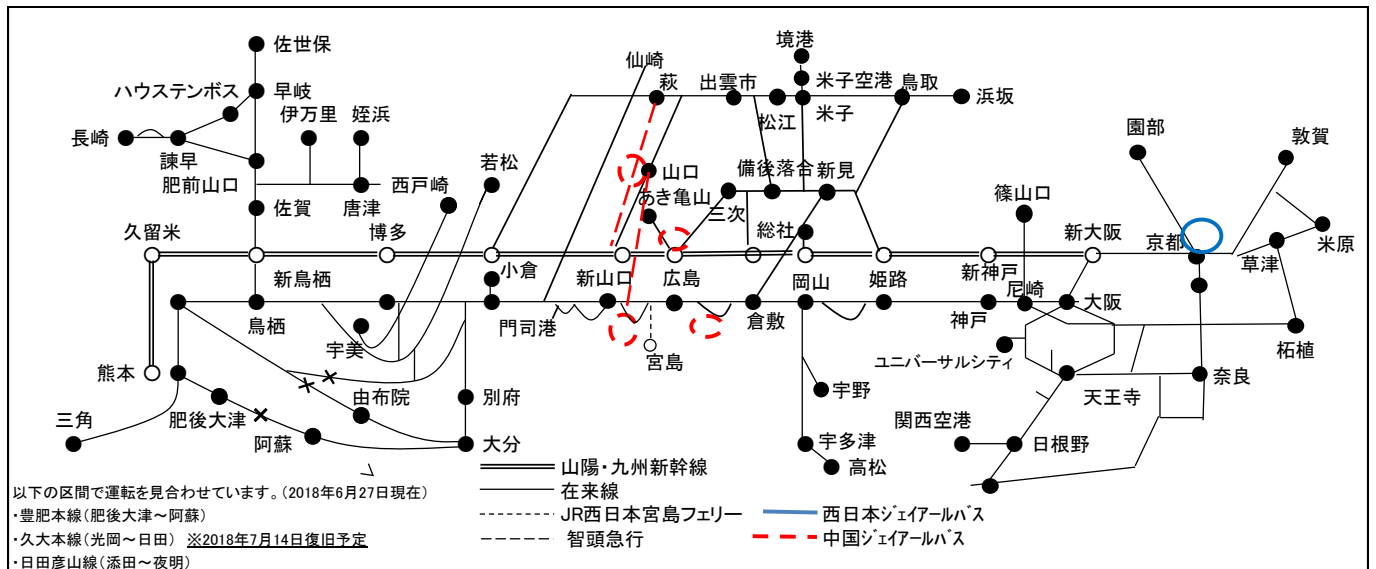 佐世保
境港
仙崎
萩
出雲市
米子空港
鳥取
浜坂
ハウステンボス
早岐
伊万里
姪浜
松江
米子
園部
敦賀
長崎
諫早
若松
山口
備後落合
新見
肥前山口
西戸崎
あき亀山
三次
篠山口
佐賀
唐津
総社
米原
久留米
博多
京都
新大阪
草津
新鳥栖
小倉
新山口
広島
岡山
姫路
新神戸
尼崎
大阪
鳥栖
門司港
倉敷
神戸
宇美
宮島
ユニバーサルシティ
柘植
熊本
天王寺
奈良
三角
肥後大津
由布院
別府
宇野
関西空港
阿蘇
大分
宇多津
日根野
高松
山陽・九州新幹線
在来線
JR西日本宮島フェリー
西日本ジェイアールバス
智頭急行
中国ジェイアールバス
以下の区間で運転を見合わせています。(2018年6月27日現在)
・豊肥本線(肥後大津～阿蘇)
・久大本線(光岡～日田) ※2018年7月14日復旧予定
・日田彦山線(添田～夜明)